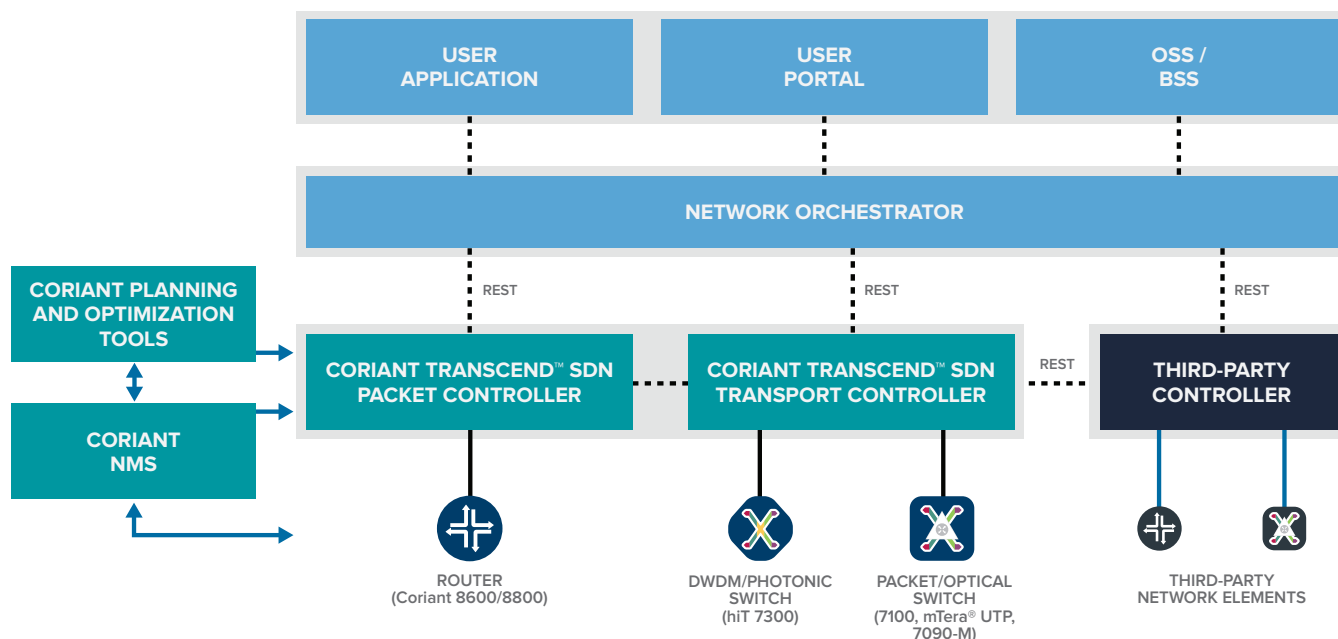 USER
APPLICATION
USER
PORTAL
OSS /
BSS
NETWORK ORCHESTRATOR
REST
REST
REST
CORIANT PLANNING
AND OPTIMIZATION
TOOLS
CORIANT
NMS
CORIANT TRANSCEND™ SDN
PACKET CONTROLLER
CORIANT TRANSCEND™ SDN
TRANSPORT CONTROLLER
REST
THIRD-PARTY
CONTROLLER
ROUTER
(Coriant 8600/8800)
DWDM/PHOTONIC
SWITCH
(hiT 7300)
PACKET/OPTICAL
SWITCH
(7100, mTera® UTP,
7090-M)
THIRD-PARTY
NETWORK ELEMENTS